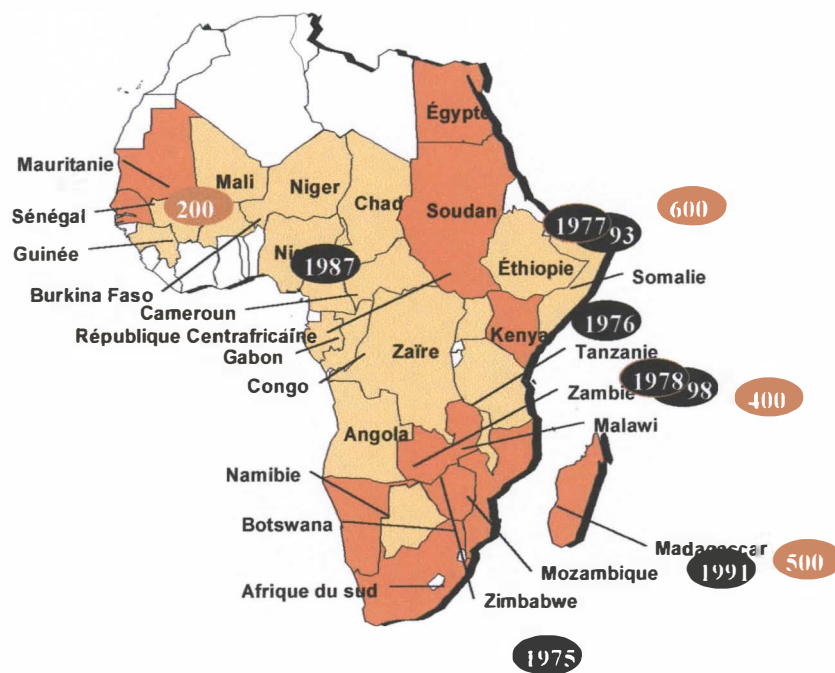 Égypte
Mauritanie
Mali
Niger
Chad
Soudan
Sénégal
200
600
1977
93
Guinée
Nig
1987
Éthiopie
Somalie
Burkina Faso
Cameroun
1976
République Centrafricaine
Kenya
Gabon
Zaïre
Tanzanie
Congo
1978
98
Zambie
400
Angola
Malawi
Namibie
Botswana
Madagascar
500
Mozambique
1991
Afrique du sud
Zimbabwe
1975